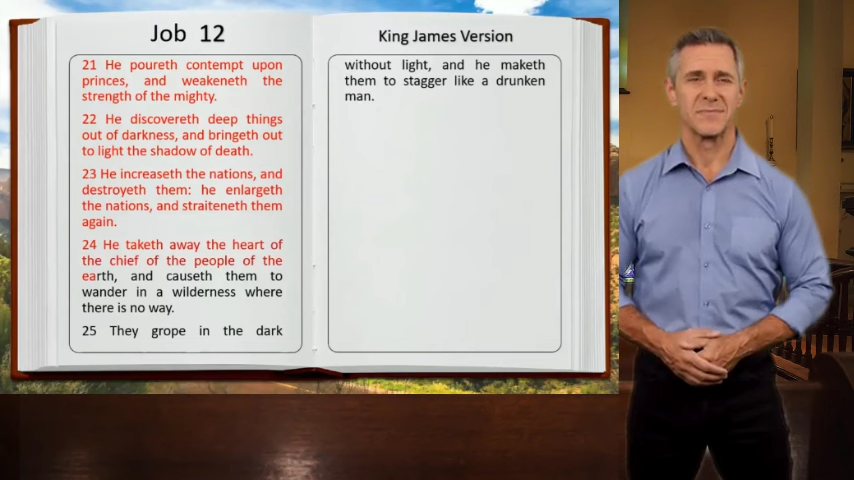 Job 12
21 He poureth contempt upon
princes, and weakeneth the
strength of the mighty.
22 He discovereth deep things
out of darkness, and bringeth out
to light the shadow of death.
23 He increaseth the nations, and
destroyeth them: he enlargeth
the nations, and straiteneth them
again.
24 He taketh away the heart of
the chief of the people of the
earth, and causeth them to
wander in a wilderness where
there is no way.
25 They grope in the dark
King James Version
without light, and he maketh
them to stagger like a drunken
man.